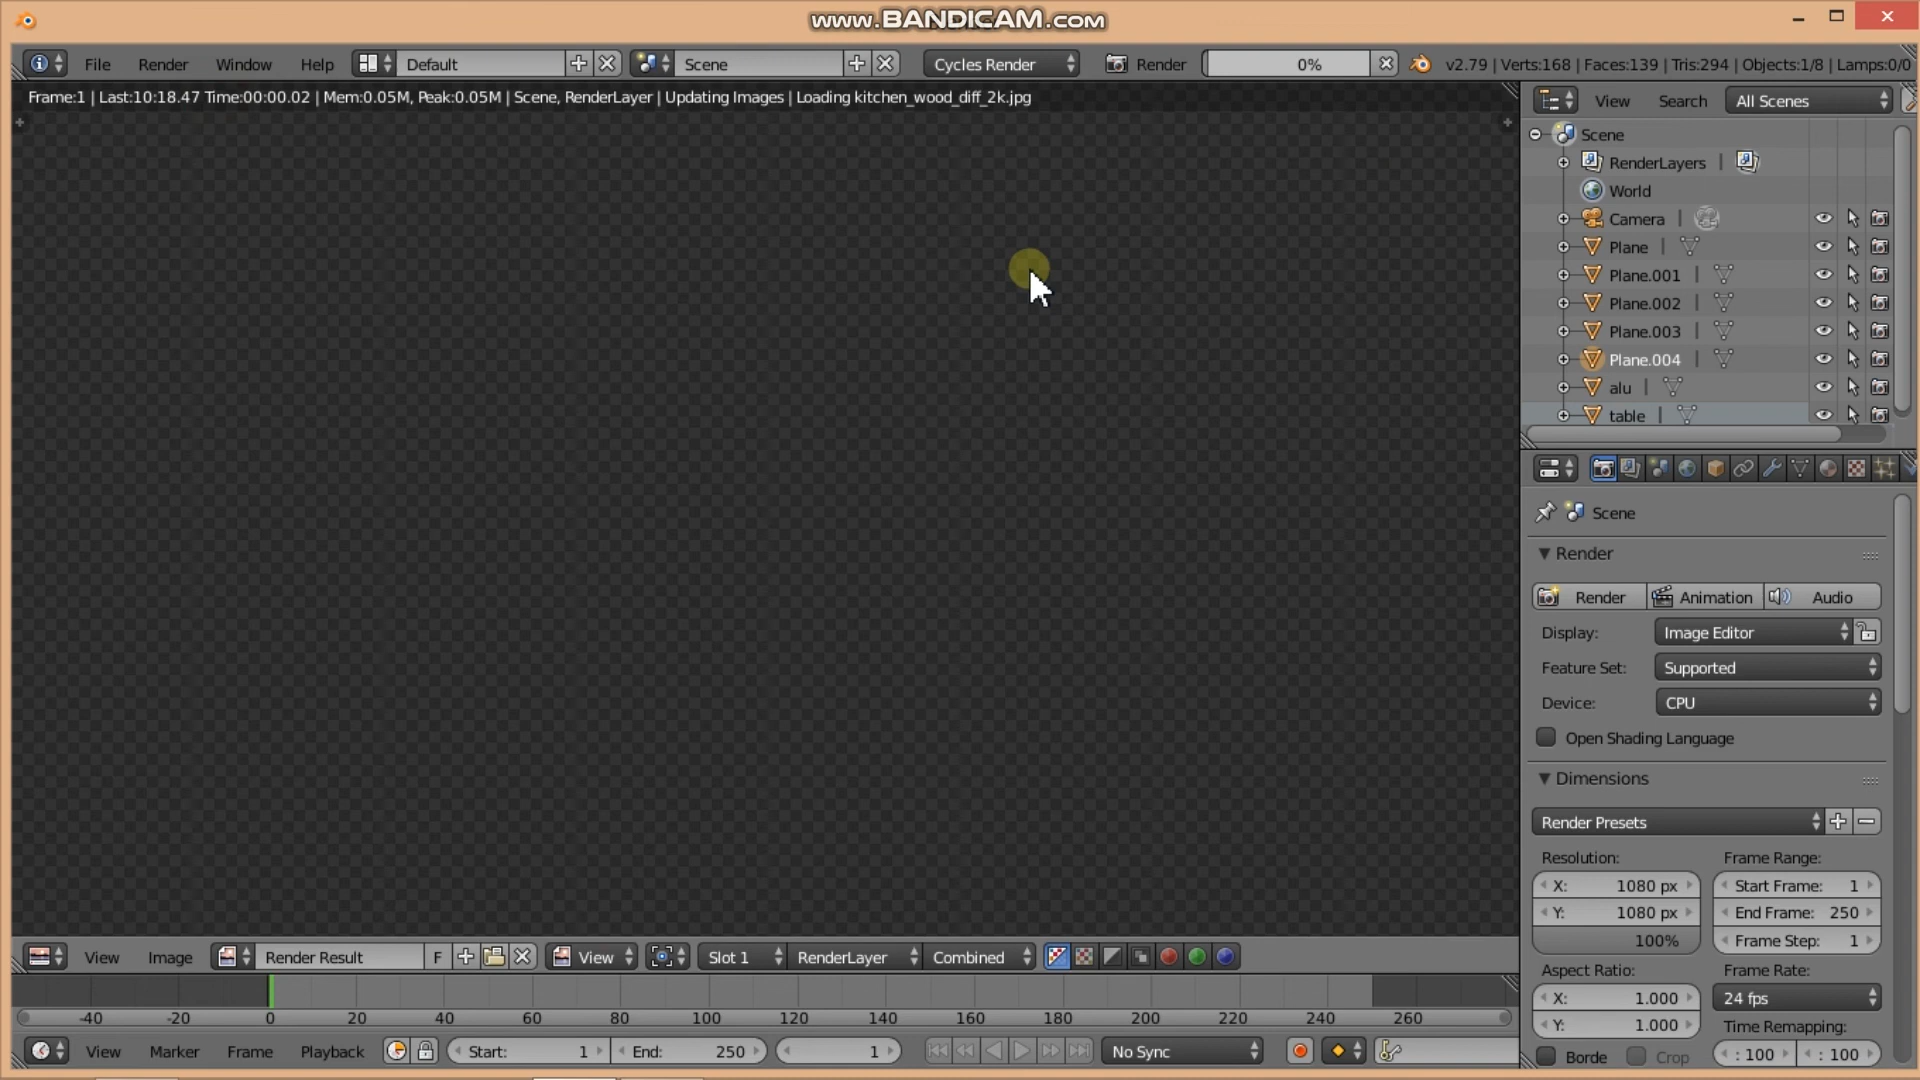 www.BANDICAM.com
File Render Window Help Default Scene Cycles Render Render 0% v2.79 | Verts:168 | Faces:139 | Tris:294 | Objects:1/8 | Lamps:0/0
Frame:1 | Last:10:18.47 Time:00:00.02 | Mem:0.05M, Peak:0.05M | Scene, RenderLayer | Updating Images | Loading kitchen_wood_diff_2k.jpg
View Search All Scenes
Scene
RenderLayers |
World
Camera |
Plane |
Plane.001 |
Plane.002 |
Plane.003 |
Plane.004 |
alu |
table |
Scene
Render
Render Animation Audio
Display: Image Editor
Feature Set: Supported
Device: CPU
Open Shading Language
Dimensions
Render Presets
Resolution: Frame Range:
X: 1080 px Start Frame: 1
Y: 1080 px End Frame: 250
100% Frame Step: 1
Aspect Ratio: Frame Rate:
X: 1.000 24 fps
Y: 1.000 Time Remapping:
Borde Crop : 100 : 100
View Image Render Result F View Slot 1 RenderLayer Combined
-40 -20 0 20 40 60 80 100 120 140 160 180 200 220 240 260
View Marker Frame Playback Start: 1 End: 250 1 No Sync